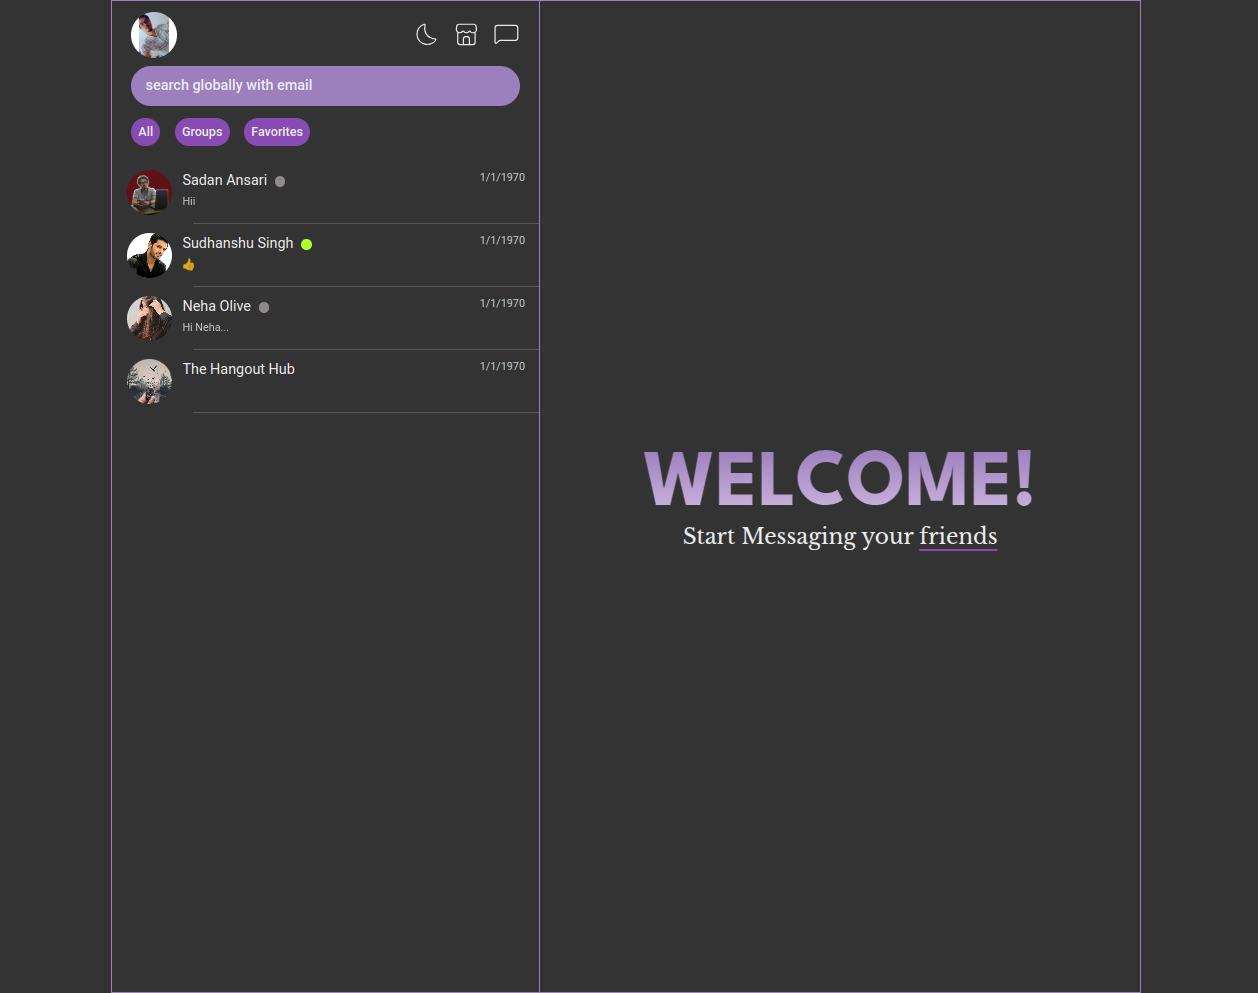 search globally with email
All Groups Favorites
Sadan Ansari 1/1/1970
Hii
Sudhanshu Singh 1/1/1970
👍
Neha Olive 1/1/1970
Hi Neha...
The Hangout Hub 1/1/1970
WELCOME!
Start Messaging your friends